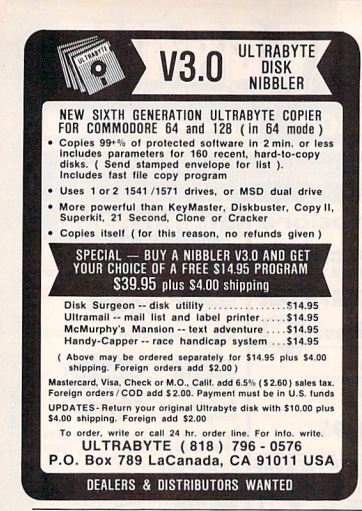 ULTRABYTE
V3.0
ULTRABYTE
DISK
NIBBLER
NEW SIXTH GENERATION ULTRABYTE COPIER
FOR COMMODORE 64 and 128 ( in 64 mode )
• Copies 99+% of protected software in 2 min. or less
includes parameters for 160 recent, hard-to-copy
disks. ( Send stamped envelope for list ).
Includes fast file copy program
• Uses 1 or 2 1541 /1571 drives, or MSD dual drive
• More powerful than KeyMaster, Diskbuster, Copy II,
Superkit, 21 Second, Clone or Cracker
• Copies itself ( for this reason, no refunds given )
SPECIAL — BUY A NIBBLER V3.0 AND GET
YOUR CHOICE OF A FREE $14.95 PROGRAM
$39.95 plus $4.00 shipping
Disk Surgeon -- disk utility ..............$14.95
Ultramail -- mail list and label printer.....$14.95
McMurphy's Mansion -- text adventure ....$14.95
Handy-Capper -- race handicap system ...$14.95
( Above may be ordered separately for $14.95 plus $4.00
shipping. Foreign orders add $2.00 )
Mastercard, Visa, Check or M.O., Calif. add 6.5% ( $2.60 ) sales tax.
Foreign orders / COD add $2.00. Payment must be in U.S. funds
UPDATES - Return your original Ultrabyte disk with $10.00 plus
$4.00 shipping. Foreign add $2.00
To order, write or call 24 hr. order line. For info. write.
ULTRABYTE ( 818 ) 796 - 0576
P.O. Box 789 LaCanada, CA 91011 USA
DEALERS & DISTRIBUTORS WANTED